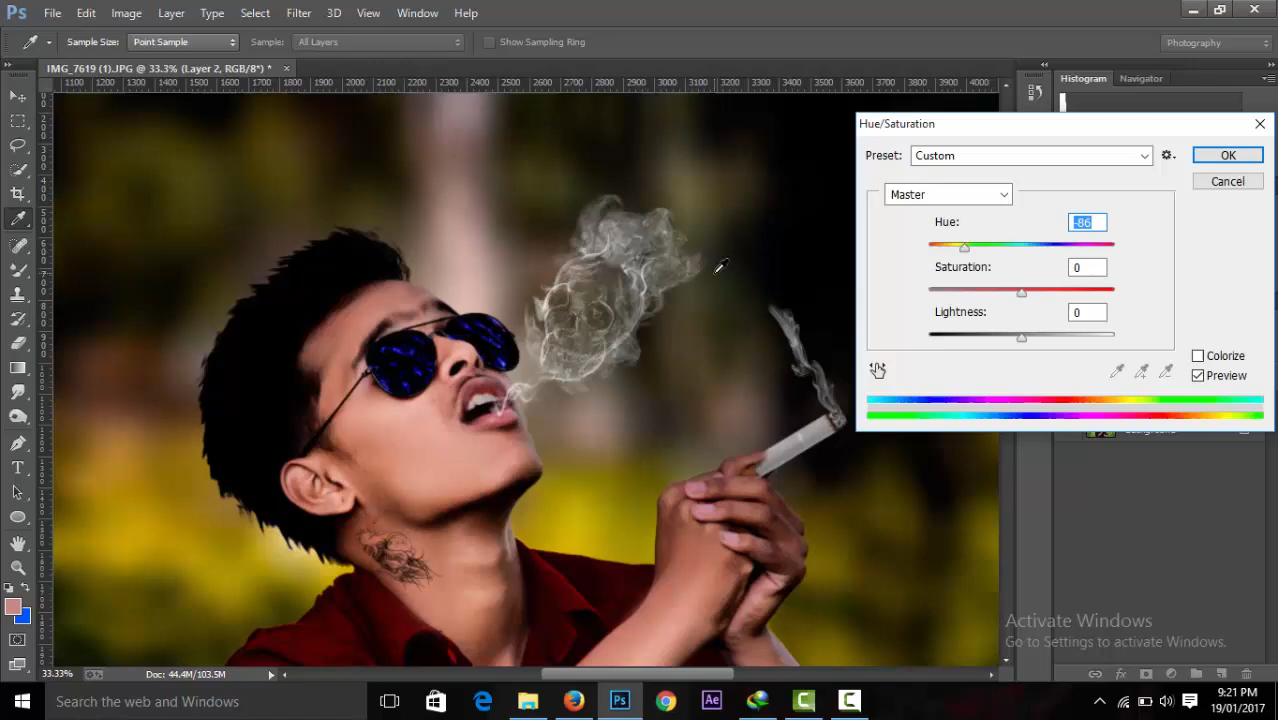 Ps File Edit Image Layer Type Select Filter 3D View Window Help
Sample Size: Point Sample Sample: All Layers Show Sampling Ring Photography
IMG_7619 (1).JPG @ 33.3% (Layer 2, RGB/8*) *
1100 1200 1300 1400 1500 1600 1700 1800 1900 2000 2100 2200 2300 2400 2500 2600 2700 2800 2900 3000 3100 3200 3300 3400 3500 3600 3700 3800 3900 4000
Histogram Navigator
Hue/Saturation
Preset: Custom OK
Cancel
Master
Hue: -86
Saturation: 0
Lightness: 0
Colorize
Preview
Activate Windows
Go to Settings to activate Windows.
33.33% Doc: 44.4M/103.5M
Search the web and Windows
Ps Ae
9:21 PM
19/01/2017